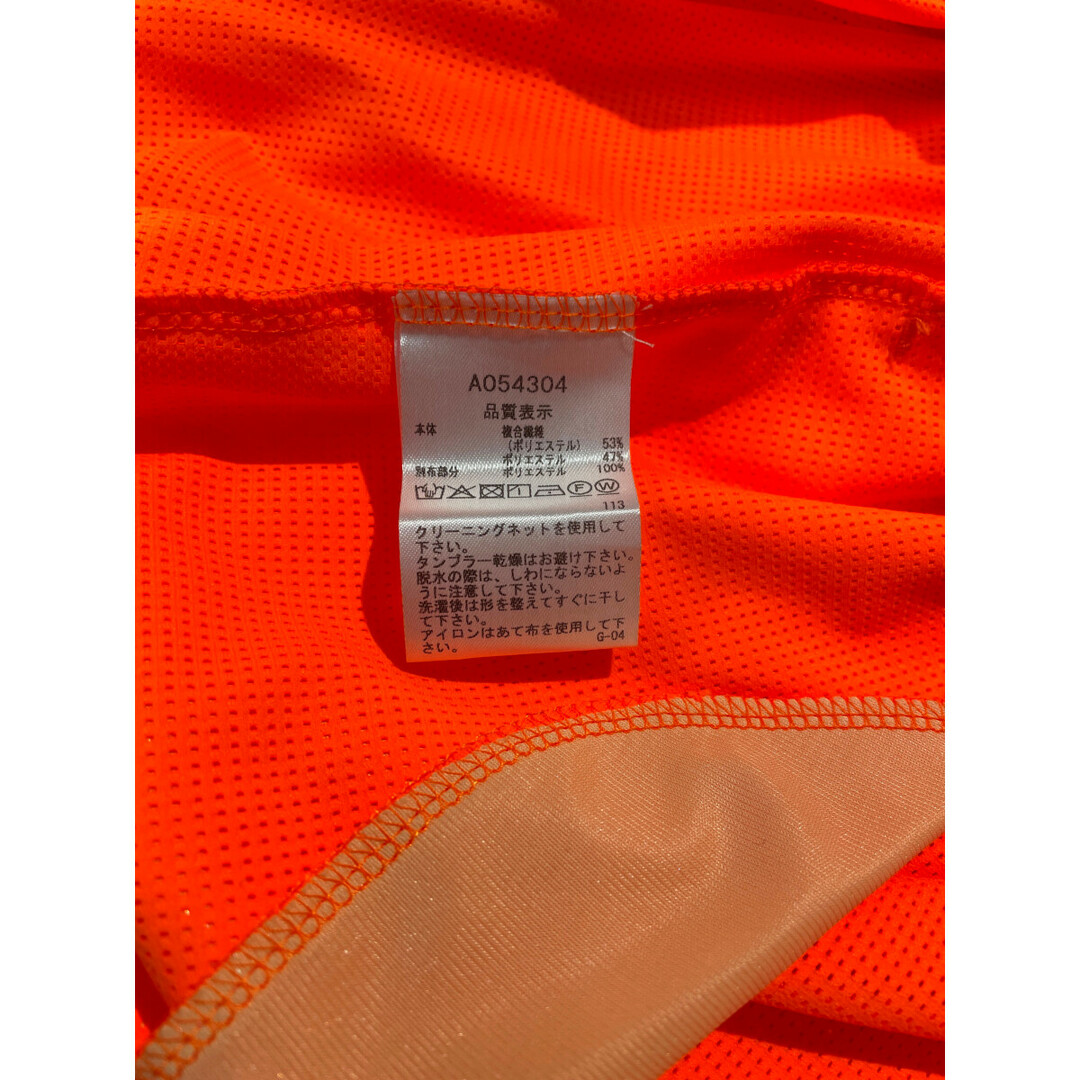 A054304
品質表示
本体 複合繊維
(ポリエステル) 53%
ポリエステル 47%
別布部分 ポリエステル 100%
F W
113
クリーニングネットを使用して
下さい。
タンブラー乾燥はお避け下さい。
脱水の際は、しわにならないよ
うに注意して下さい。
洗濯後は形を整えてすぐに干し
て下さい。
アイロンはあて布を使用して下
さい。 G-04